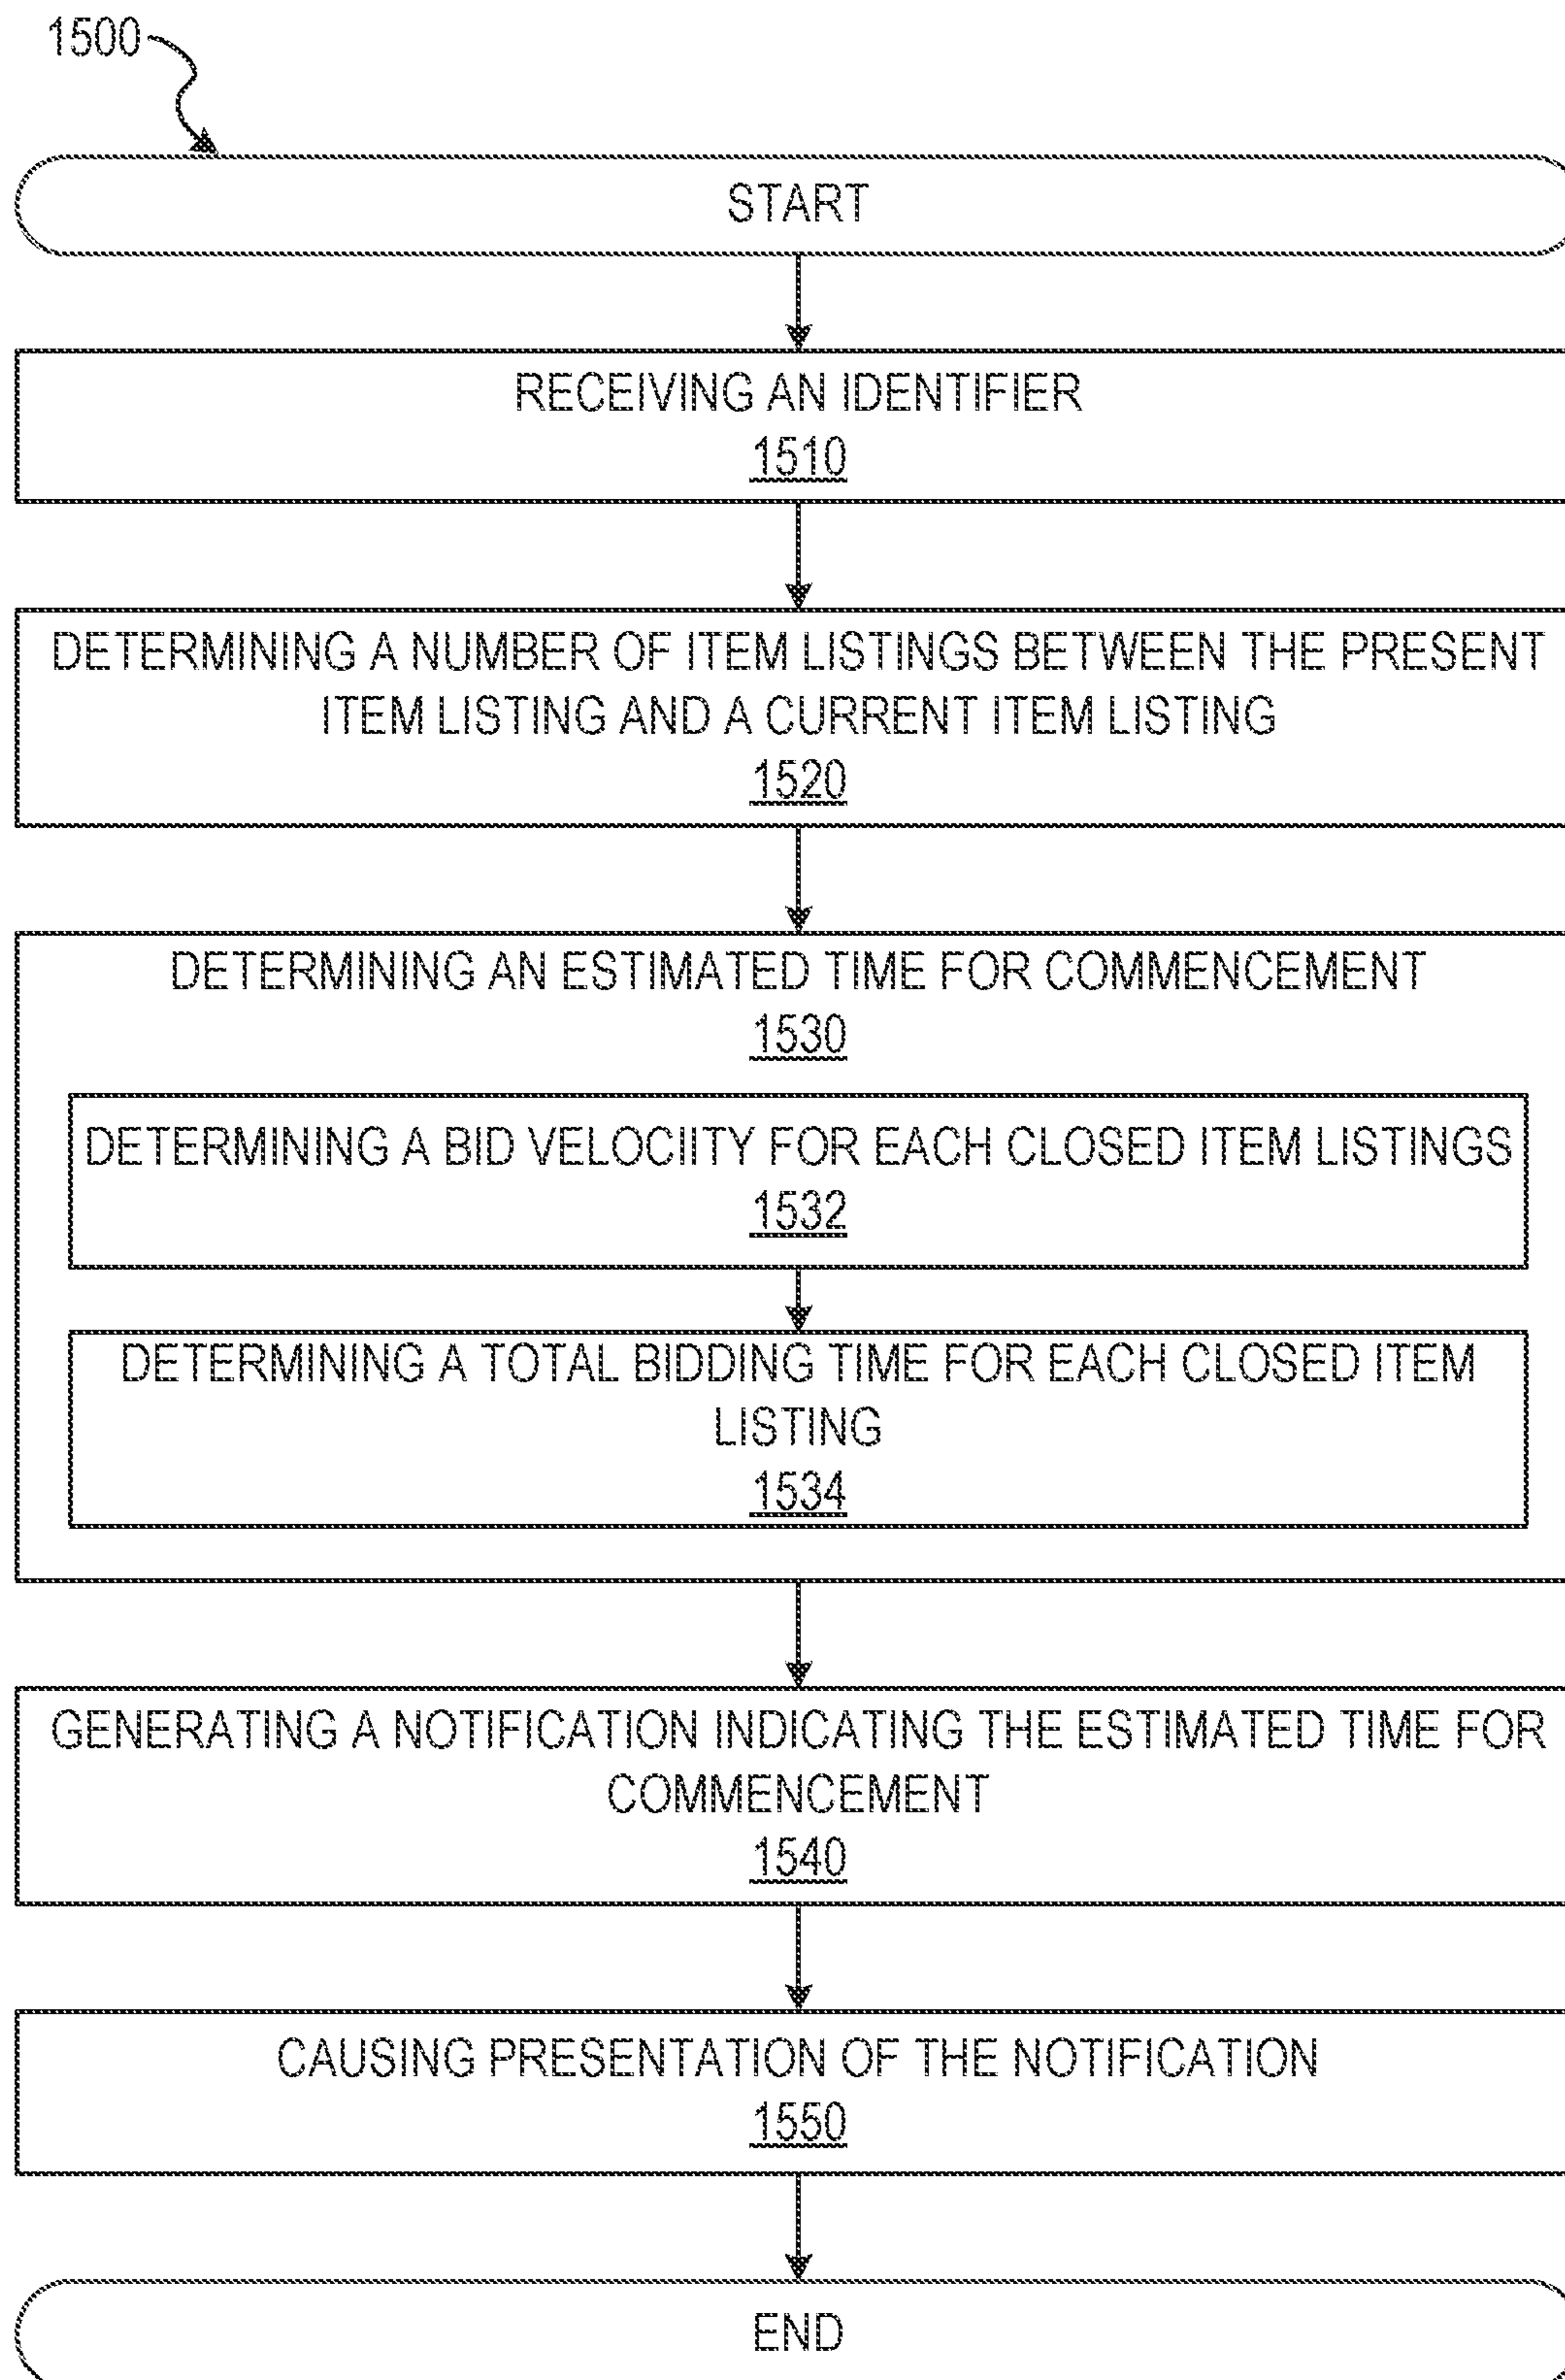 1500
START
RECEIVING AN IDENTIFIER
1510
DETERMINING A NUMBER OF ITEM LISTINGS BETWEEN THE PRESENT
ITEM LISTING AND A CURRENT ITEM LISTING
1520
DETERMINING AN ESTIMATED TIME FOR COMMENCEMENT
1530
DETERMINING A BID VELOCIITY FOR EACH CLOSED ITEM LISTINGS
1532
DETERMINING A TOTAL BIDDING TIME FOR EACH CLOSED ITEM
LISTING
1534
GENERATING A NOTIFICATION INDICATING THE ESTIMATED TIME FOR
COMMENCEMENT
1540
CAUSING PRESENTATION OF THE NOTIFICATION
1550
END